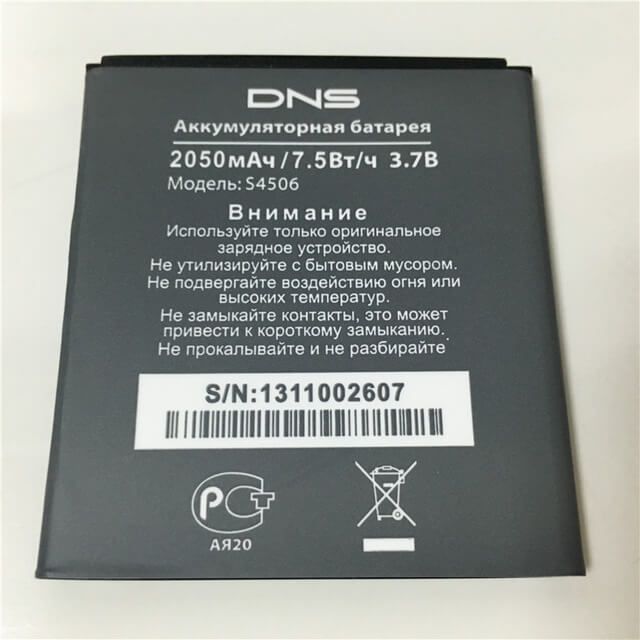 DNS
Аккумуляторная батарея
2050мАч/7.5Вт/ч 3.7В
Модель: S4506
Внимание
Используйте только оригинальное
зарядное устройство.
Не утилизируйте с бытовым мусором.
Не подвергайте воздействию огня или
высоких температур.
Не замыкайте контакты, это может
привести к короткому замыканию.
Не прокалывайте и не разбирайте
S/N:1311002607
РСТ
АЯ20